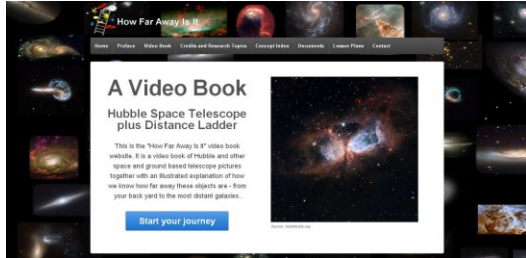 How Far Away Is It
Home Preface Video Book Credits and Research Topics Concept Index Documents Lesson Plans Contact
A Video Book
Hubble Space Telescope
plus Distance Ladder
This is the "How Far Away Is It" video book
website. It is a video book of Hubble and other
space and ground based telescope pictures
together with an illustrated explanation of how
we know how far away these objects are - from
your back yard to the most distant galaxies.
Start your journey